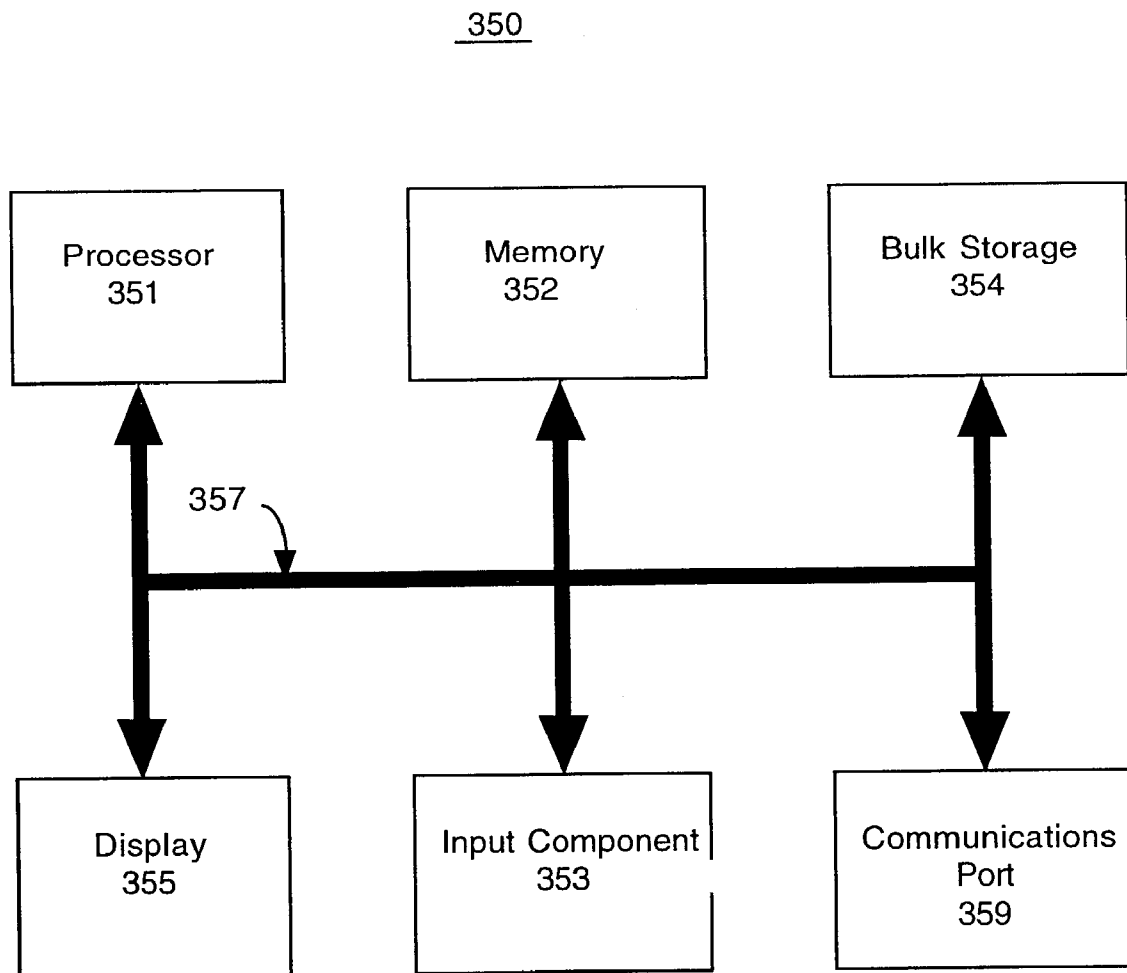 350
Processor
351
Memory
352
Bulk Storage
354
357
Display
355
Input Component
353
Communications
Port
359